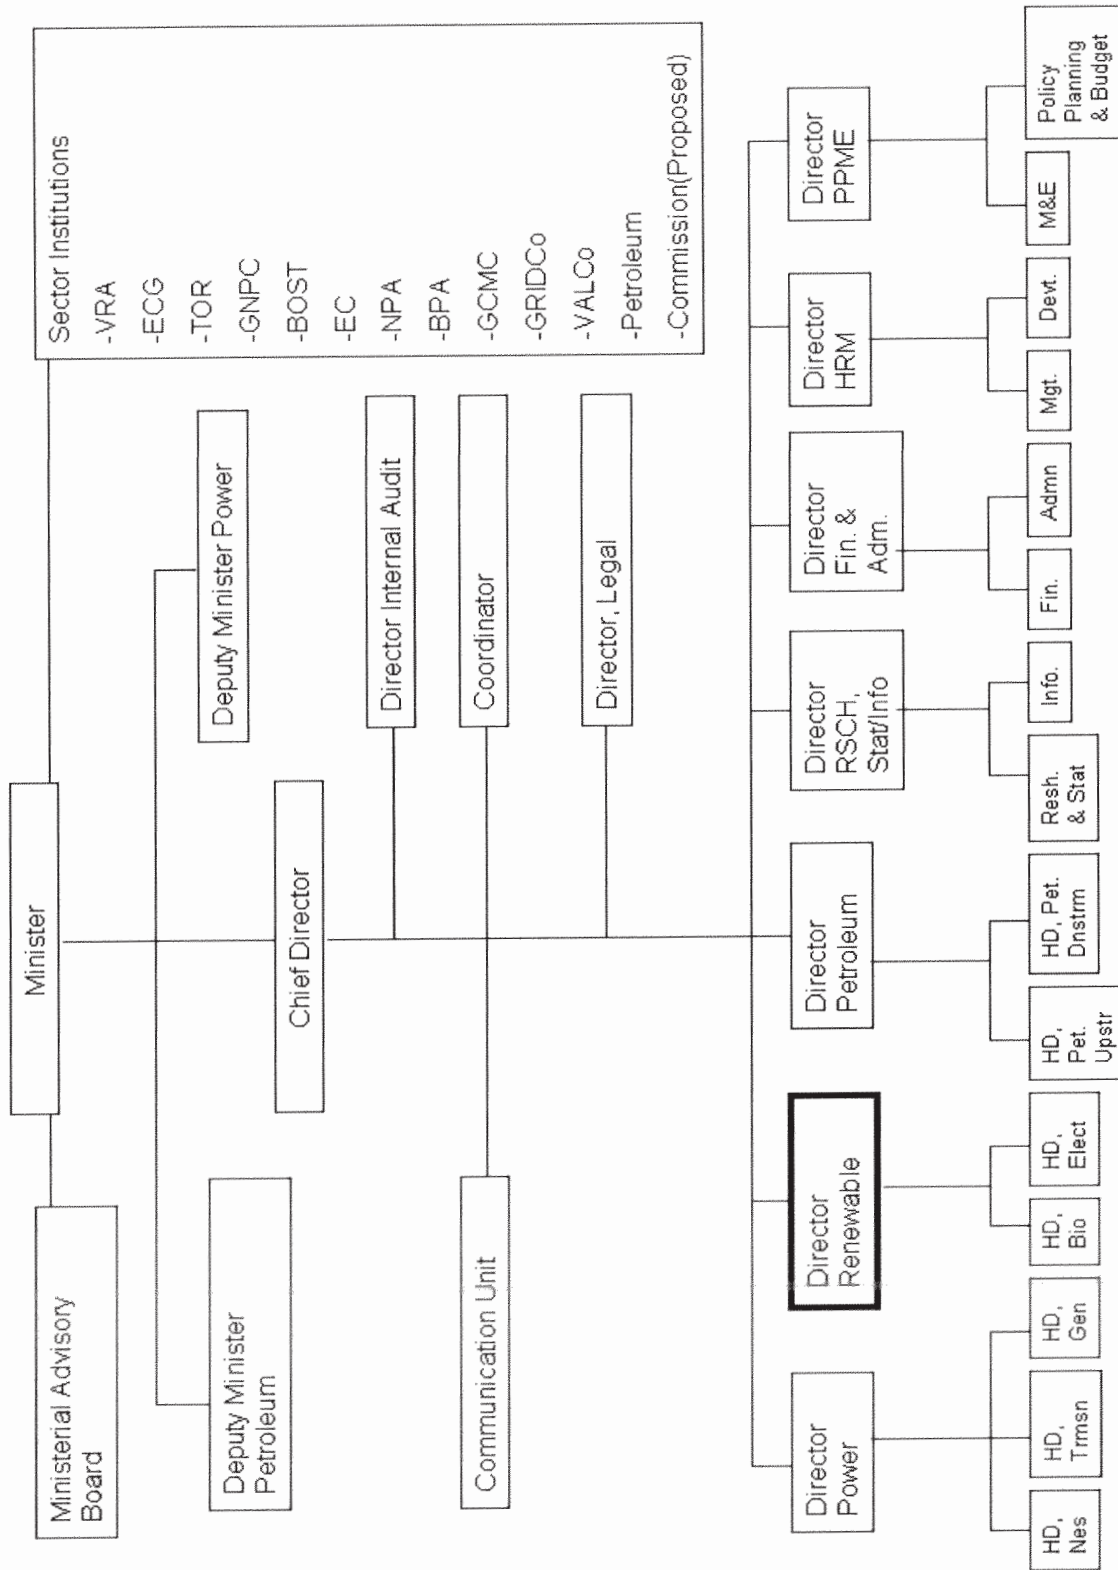 Minister
Ministerial Advisory
Board
Sector Institutions
-VRA
-ECG
-TOR
-GNPC
-BOST
-EC
-NPA
-BPA
-GCMC
-GRIDCo
-VALCo
-Petroleum
-Commission(Proposed)
Deputy Minister
Petroleum
Deputy Minister Power
Chief Director
Director Internal Audit
Communication Unit
Coordinator
Director, Legal
Director
Power
Director
Renewable
Director
Petroleum
Director
RSCH,
Stat/Info
Director
Fin. &
Adm.
Director
HRM
Director
PPME
HD,
Nes
HD,
Trmsn
HD,
Gen
HD,
Bio
HD,
Elect
HD,
Pet.
Upstr
HD, Pet.
Dnstrm
Resh.
& Stat
Info.
Fin.
Admn
Mgt.
Devt.
M&E
Policy
Planning
& Budget